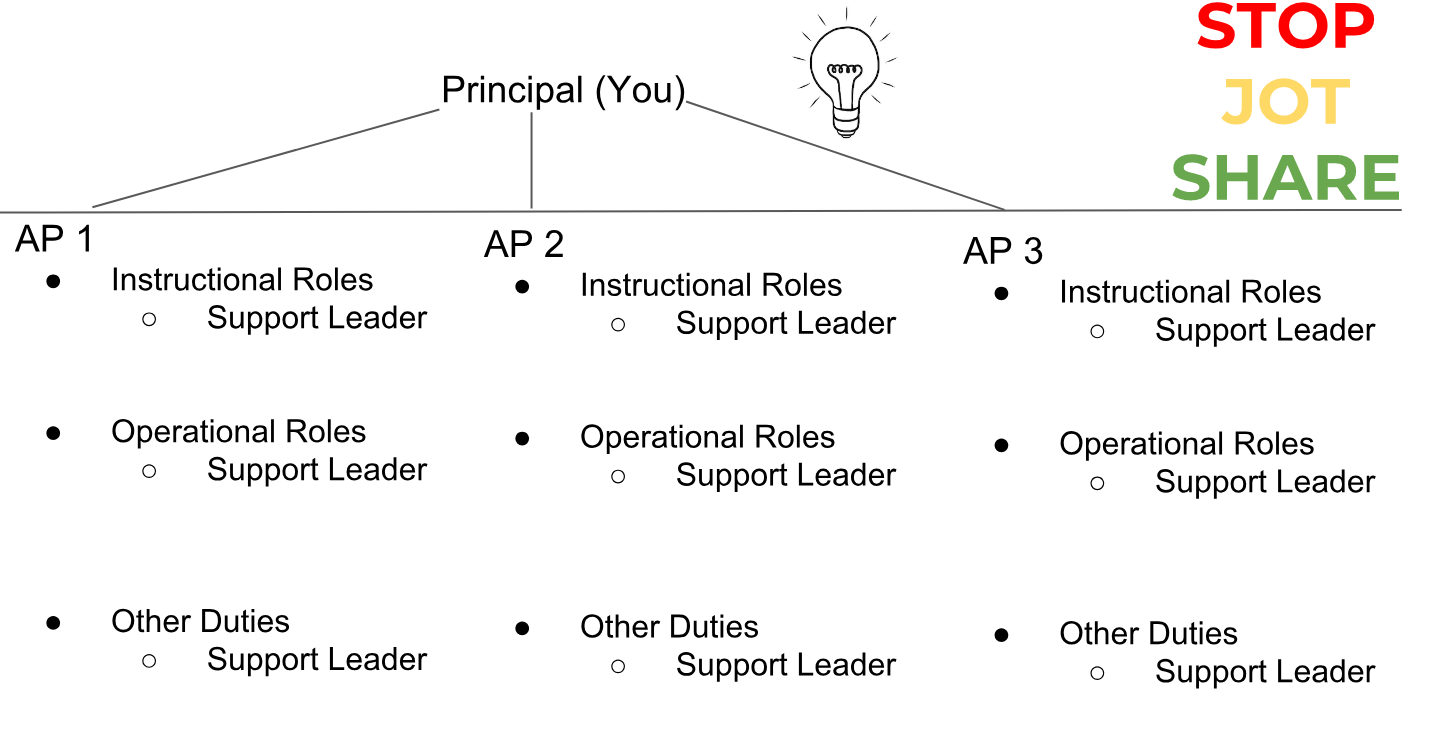 STOP
JOT
SHARE
Principal (You)
AP 1
● Instructional Roles
○ Support Leader
● Operational Roles
○ Support Leader
● Other Duties
○ Support Leader
AP 2
● Instructional Roles
○ Support Leader
● Operational Roles
○ Support Leader
● Other Duties
○ Support Leader
AP 3
● Instructional Roles
○ Support Leader
● Operational Roles
○ Support Leader
● Other Duties
○ Support Leader